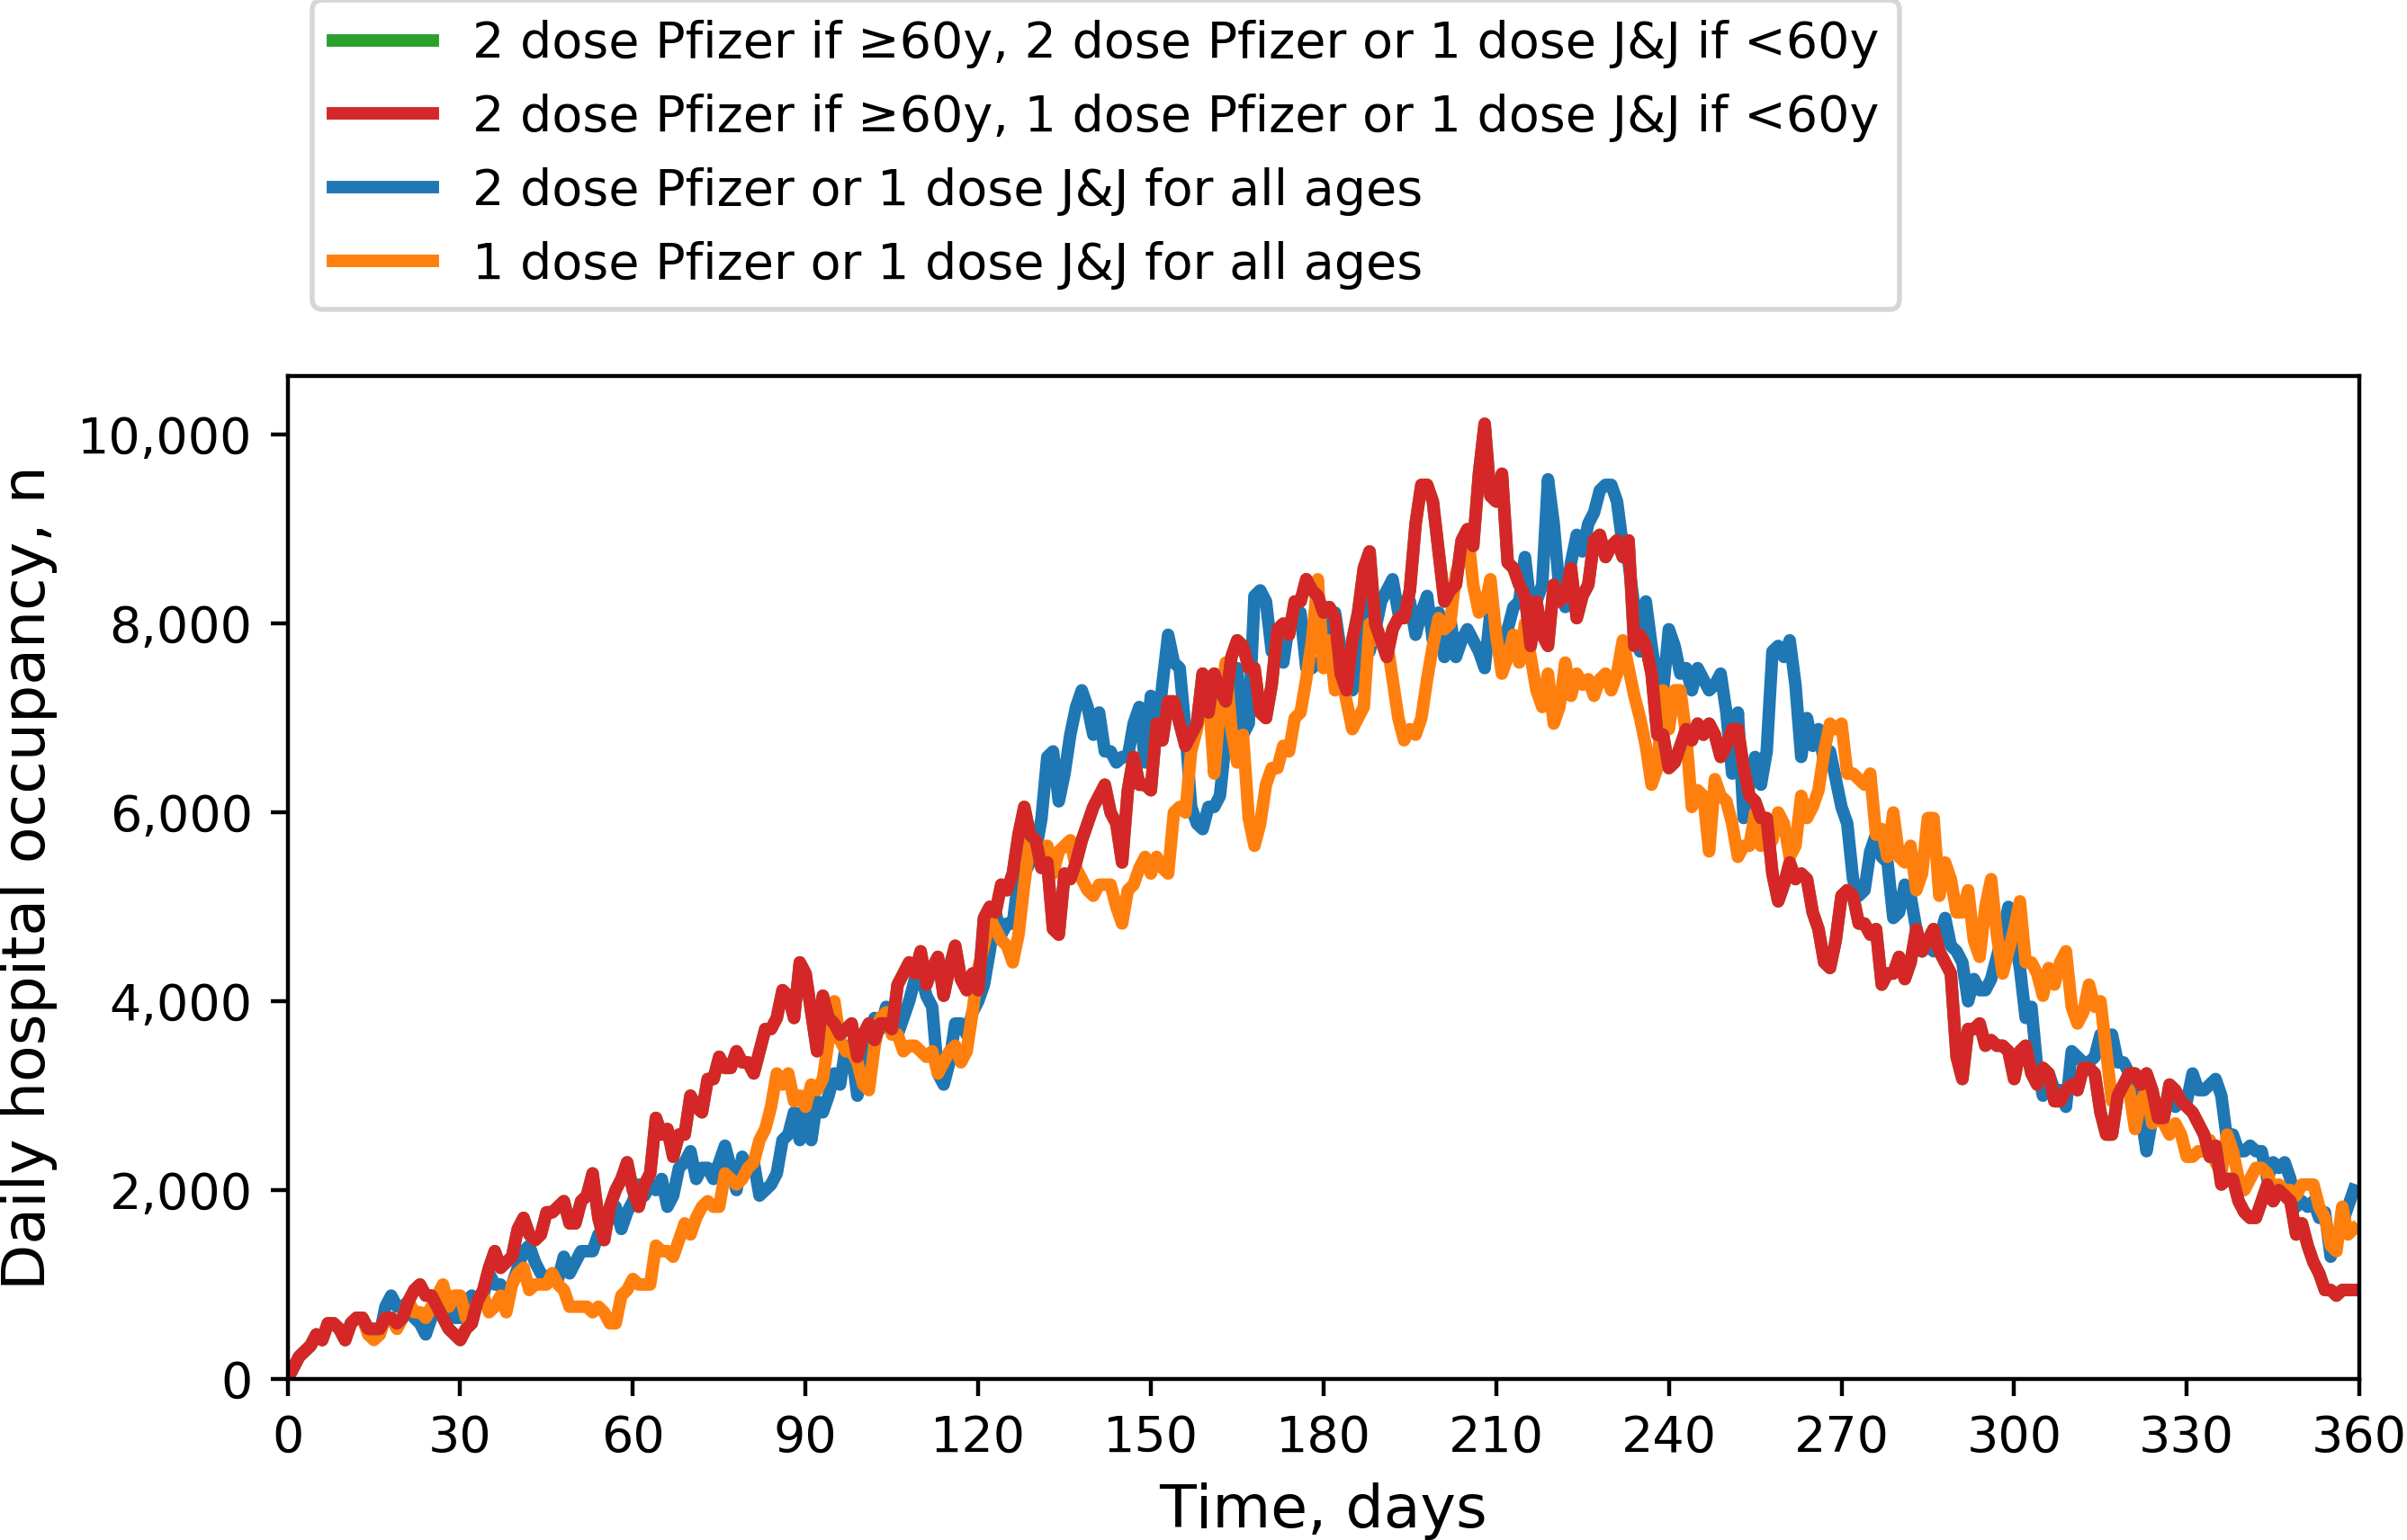 2 dose Pfizer if ≥60y, 2 dose Pfizer or 1 dose J&J if <60y
2 dose Pfizer if ≥60y, 1 dose Pfizer or 1 dose J&J if <60y
2 dose Pfizer or 1 dose J&J for all ages
1 dose Pfizer or 1 dose J&J for all ages
Daily hospital occupancy, n
10,000
8,000
6,000
4,000
2,000
0
0 30 60 90 120 150 180 210 240 270 300 330 360
Time, days